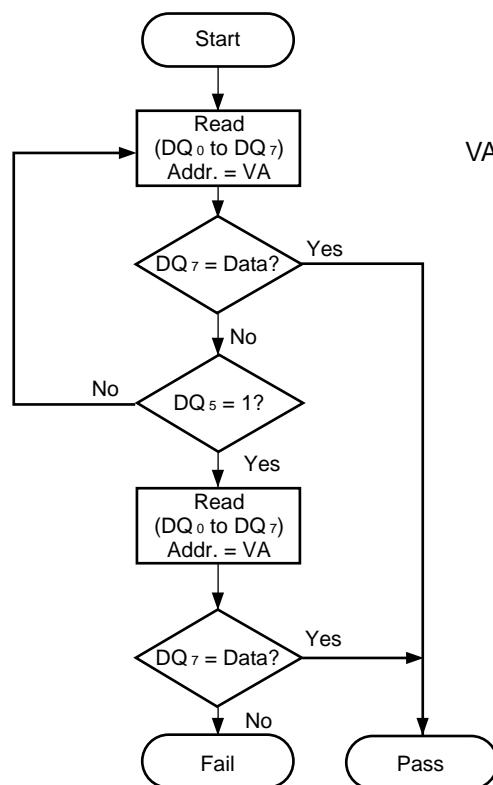 Start
Read
(DQ0 to DQ7)
Addr. = VA
VA
DQ7 = Data?
Yes
No
No
DQ5 = 1?
Yes
Read
(DQ0 to DQ7)
Addr. = VA
DQ7 = Data?
Yes
No
Fail
Pass